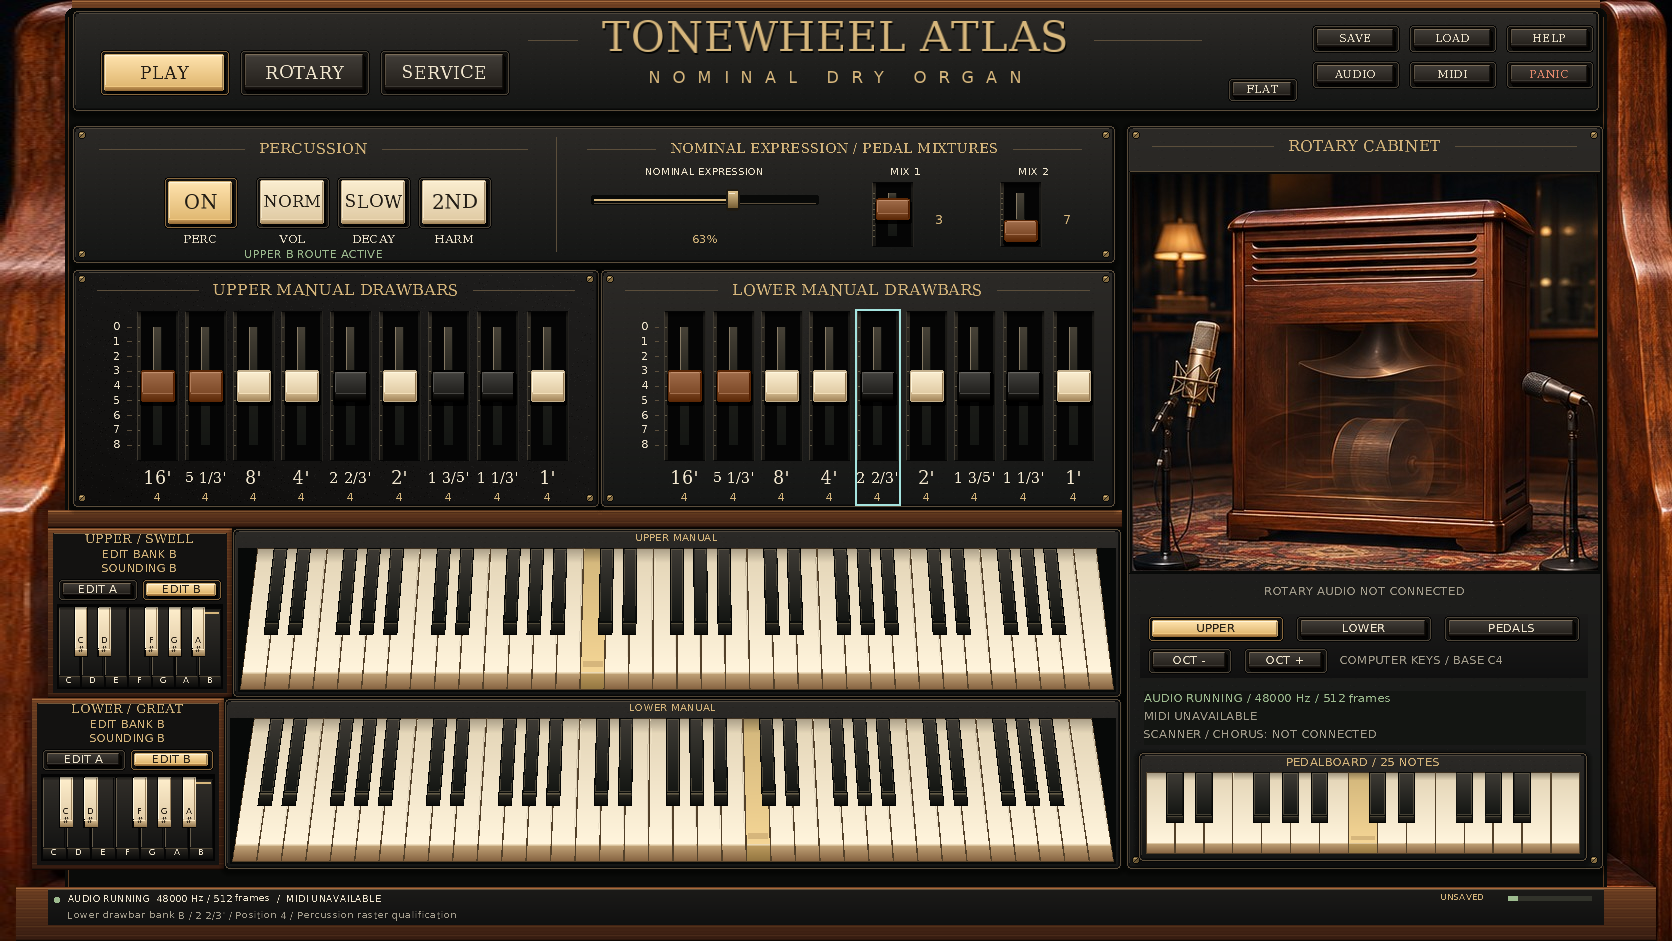 TONEWHEEL ATLAS
NOMINAL DRY ORGAN
PLAY
ROTARY
SERVICE
SAVE
LOAD
HELP
AUDIO
MIDI
PANIC
FLAT
PERCUSSION
ON
NORM
SLOW
2ND
PERC
VOL
DECAY
HARM
UPPER B ROUTE ACTIVE
NOMINAL EXPRESSION / PEDAL MIXTURES
NOMINAL EXPRESSION
MIX 1
MIX 2
3
7
63%
ROTARY CABINET
UPPER MANUAL DRAWBARS
0
1
2
3
4
5
6
7
8
16' 5 1/3' 8' 4' 2 2/3' 2' 1 3/5' 1 1/3' 1'
4 4 4 4 4 4 4 4 4
LOWER MANUAL DRAWBARS
0
1
2
3
4
5
6
7
8
16' 5 1/3' 8' 4' 2 2/3' 2' 1 3/5' 1 1/3' 1'
4 4 4 4 4 4 4 4 4
UPPER / SWELL
EDIT BANK B
SOUNDING B
EDIT A
EDIT B
C# D# F# G# A#
C D E F G A B
UPPER MANUAL
LOWER / GREAT
EDIT BANK B
SOUNDING B
EDIT A
EDIT B
C# D# F# G# A#
C D E F G A B
LOWER MANUAL
ROTARY AUDIO NOT CONNECTED
UPPER
LOWER
PEDALS
OCT -
OCT +
COMPUTER KEYS / BASE C4
AUDIO RUNNING / 48000 Hz / 512 frames
MIDI UNAVAILABLE
SCANNER / CHORUS: NOT CONNECTED
PEDALBOARD / 25 NOTES
AUDIO RUNNING 48000 Hz / 512 frames / MIDI UNAVAILABLE
Lower drawbar bank B / 2 2/3' / Position 4 / Percussion raster qualification
UNSAVED